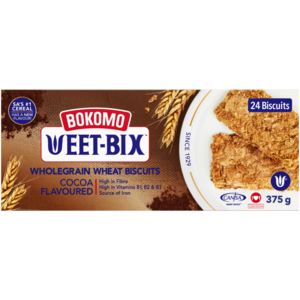 SA'S #1
CEREAL
HAS A NEW
FLAVOUR!
BOKOMO
WEET-BIX
WHOLEGRAIN WHEAT BISCUITS
COCOA
FLAVOURED
High in Fibre
High in Vitamins B1, B2 & B3
Source of Iron
SINCE 1929
24 Biscuits
CANSA
375 g